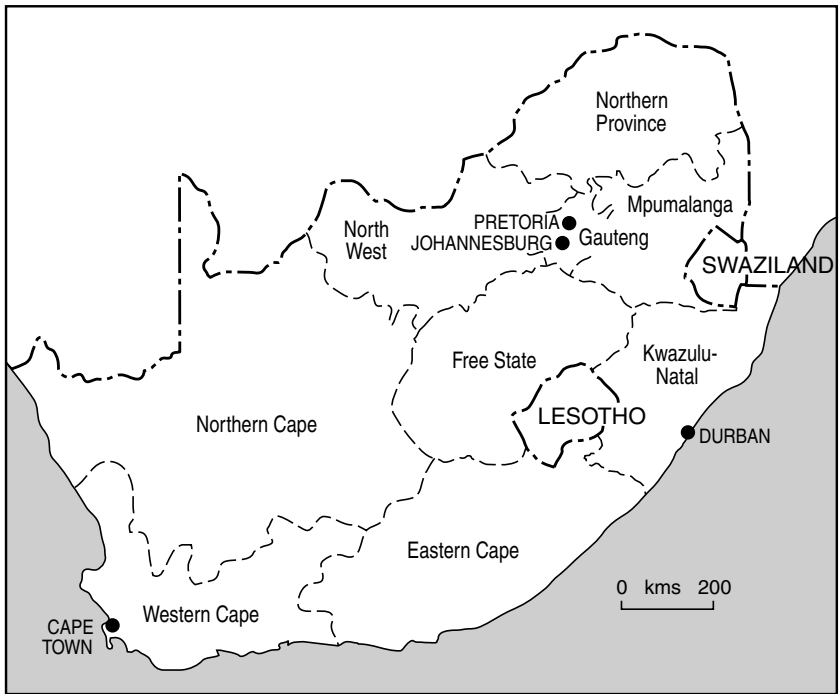 Northern
Province
Mpumalanga
North
West
PRETORIA
JOHANNESBURG
Gauteng
SWAZILAND
Free State
Kwazulu-
Natal
Northern Cape
LESOTHO
DURBAN
Eastern Cape
0 kms 200
Western Cape
CAPE
TOWN